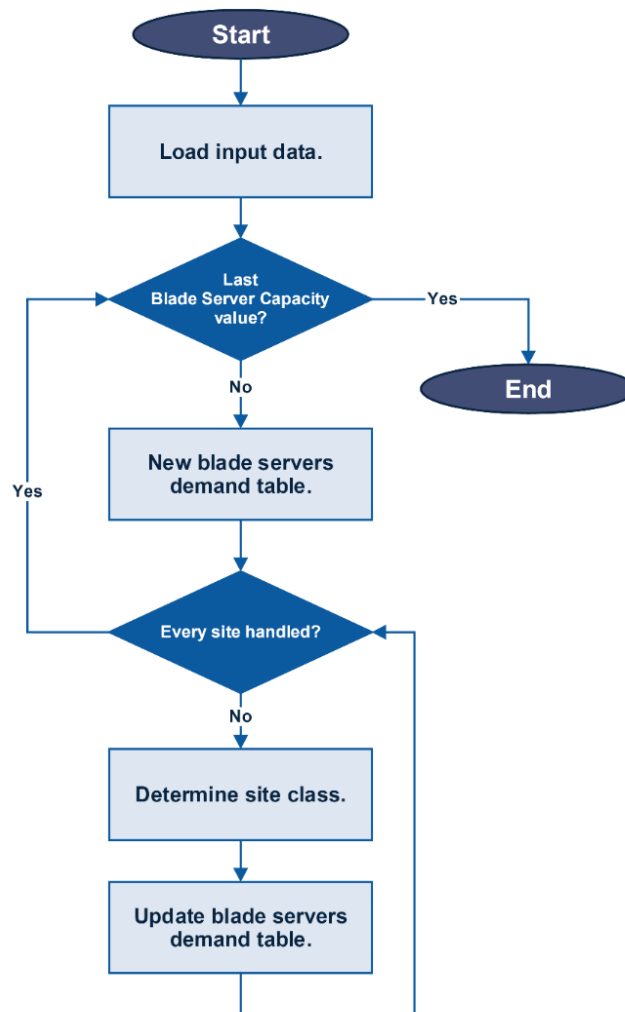 Start
Load input data.
Last
Blade Server Capacity
value?
Yes
End
No
New blade servers
demand table.
Yes
Every site handled?
No
Determine site class.
Update blade servers
demand table.